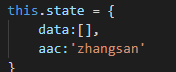 this.state = {
data:[],
aac:'zhangsan'
}